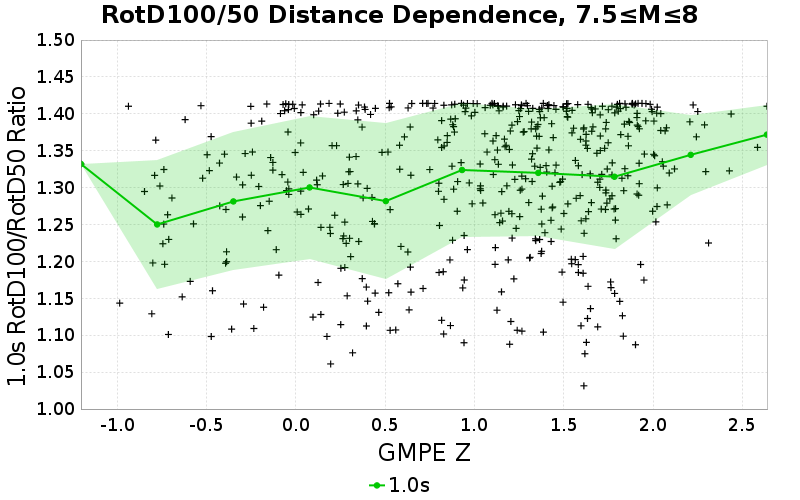 RotD100/50 Distance Dependence, 7.5≤M≤8
1.0s RotD100/RotD50 Ratio
1.50
1.45
1.40
1.35
1.30
1.25
1.20
1.15
1.10
1.05
1.00
-1.0 -0.5 0.0 0.5 1.0 1.5 2.0 2.5
GMPE Z
1.0s